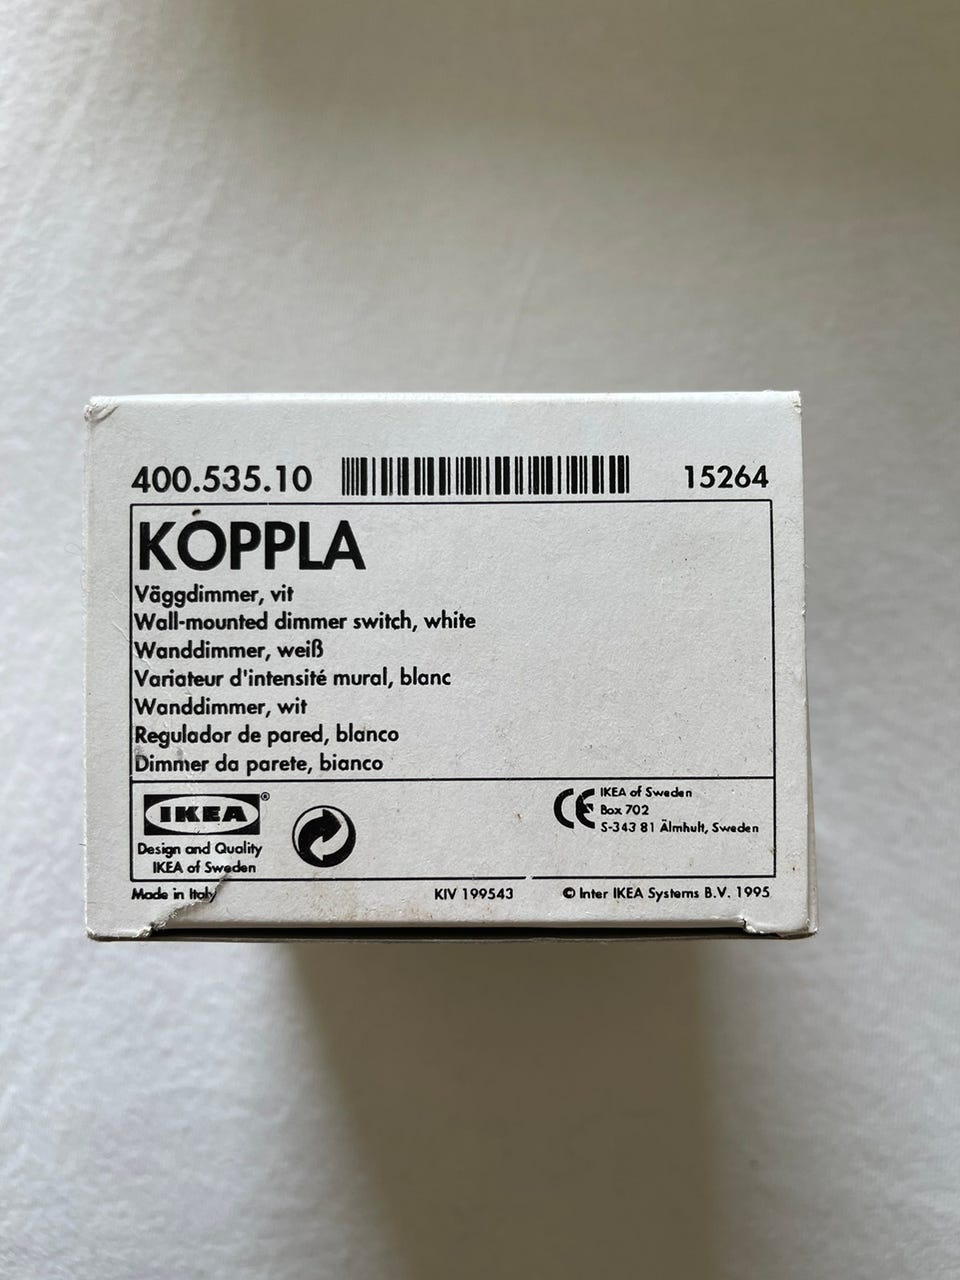 400.535.10 15264
KOPPLA
Väggdimmer, vit
Wall-mounted dimmer switch, white
Wanddimmer, weiß
Variateur d'intensité mural, blanc
Wanddimmer, wit
Regulador de pared, blanco
Dimmer da parete, bianco
IKEA®
Design and Quality
IKEA of Sweden
CE
IKEA of Sweden
Box 702
S-343 81 Älmhult, Sweden
Made in Italy
KIV 199543
© Inter IKEA Systems B.V. 1995